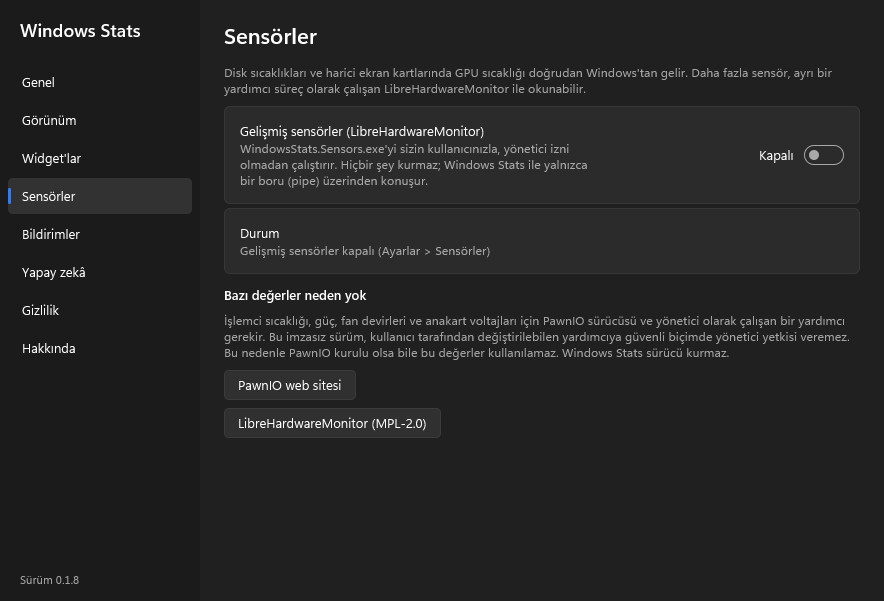 Windows Stats
Genel
Görünüm
Widget'lar
Sensörler
Bildirimler
Yapay zekâ
Gizlilik
Hakkında
Sürüm 0.1.8
Sensörler
Disk sıcaklıkları ve harici ekran kartlarında GPU sıcaklığı doğrudan Windows'tan gelir. Daha fazla sensör, ayrı bir
yardımcı süreç olarak çalışan LibreHardwareMonitor ile okunabilir.
Gelişmiş sensörler (LibreHardwareMonitor)
WindowsStats.Sensors.exe'yi sizin kullanıcınızla, yönetici izni
olmadan çalıştırır. Hiçbir şey kurmaz; Windows Stats ile yalnızca
bir boru (pipe) üzerinden konuşur.
Kapalı
Durum
Gelişmiş sensörler kapalı (Ayarlar > Sensörler)
Bazı değerler neden yok
İşlemci sıcaklığı, güç, fan devirleri ve anakart voltajları için PawnIO sürücüsü ve yönetici olarak çalışan bir yardımcı
gerekir. Bu imzasız sürüm, kullanıcı tarafından değiştirilebilen yardımcıya güvenli biçimde yönetici yetkisi veremez.
Bu nedenle PawnIO kurulu olsa bile bu değerler kullanılamaz. Windows Stats sürücü kurmaz.
PawnIO web sitesi
LibreHardwareMonitor (MPL-2.0)